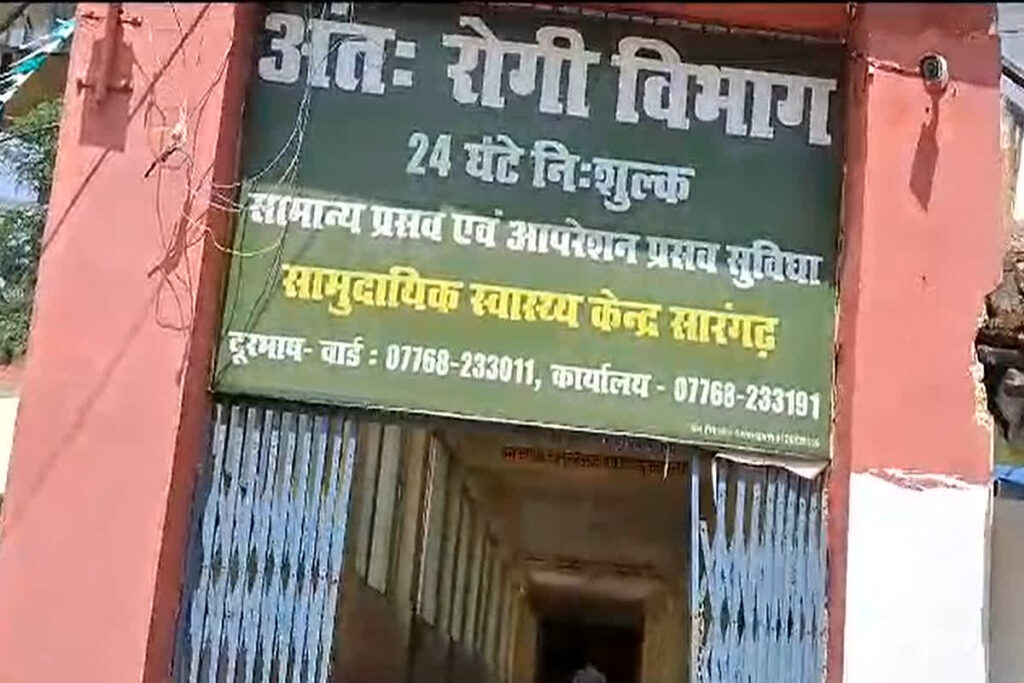 अंतः रोगी विभाग
24 घंटे निःशुल्क
सामान्य प्रसव एवं आपरेशन प्रसव सुविधा
सामुदायिक स्वास्थ्य केन्द्र सारंगढ़
दूरभाष- वार्ड : 07768-233011, कार्यालय - 07768-233191